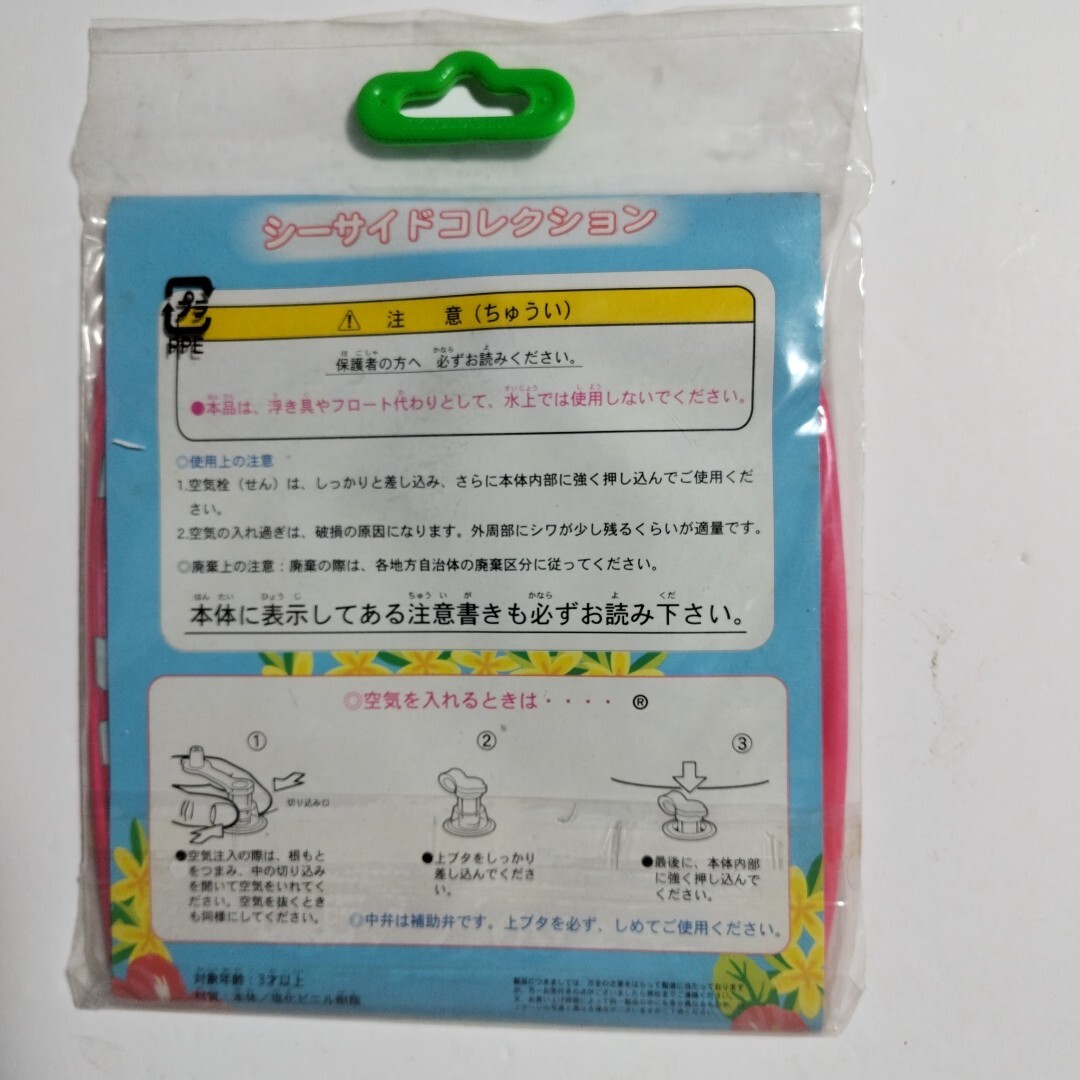 シーサイドコレクション
プラ
PPE
注 意(ちゅうい)
保護者の方へ 必ずお読みください。
●本品は、浮き具やフロート代わりとして、水上では使用しないでください。
◎使用上の注意
1.空気栓(せん)は、しっかりと差し込み、さらに本体内部に強く押し込んでご使用くだ
さい。
2.空気の入れ過ぎは、破損の原因になります。外周部にシワが少し残るくらいが適量です。
◎廃棄上の注意:廃棄の際は、各地方自治体の廃棄区分に従ってください。
本体に表示してある注意書きも必ずお読み下さい。
◎空気を入れるときは・・・・ ®
① ② ③
切り込み口
●空気注入の際は、根もと
をつまみ、中の切り込み
を開いて空気をいれてく
ださい。空気を抜くとき
も同様にしてください。
●上ブタをしっかり
差し込んでくださ
い。
●最後に、本体内部
に強く押し込んで
ください。
◎中弁は補助弁です。上ブタを必ず、しめてご使用ください。
対象年齢:3才以上
材質:本体/塩化ビニル樹脂